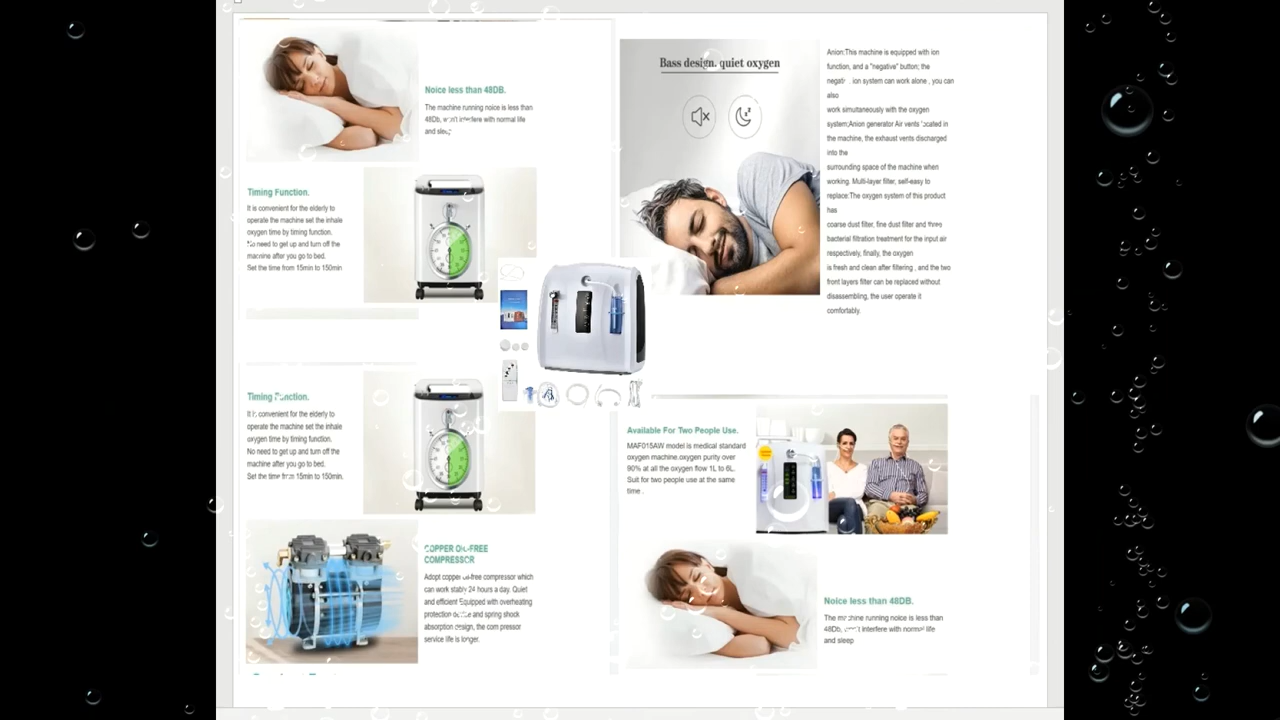 Noice less than 48DB.
The machine running noice is less than
48Db, won't interfere with normal life
and sleep
Timing Function.
It is convenient for the elderly to
operate the machine set the inhale
oxygen time by timing function.
No need to get up and turn off the
machine after you go to bed.
Set the time from 15min to 150min
Bass design. quiet oxygen
Anion:This machine is equipped with ion
function, and a "negative" button; the
ion system can work alone , you can
also
work simultaneously with the oxygen
system;Anion generator Air vents located in
the machine, the exhaust vents discharged
into the
surrounding space of the machine when
working. Multi-layer filter, self-easy to
replace:The oxygen system of this product
has
coarse dust filter, fine dust filter and three
bacterial filtration treatment for the input air
respectively, finally, the oxygen
is fresh and clean after filtering , and the two
front layers filter can be replaced without
disassembling, the user operate it
comfortably.
Timing Function.
It is convenient for the elderly to
operate the machine set the inhale
oxygen time by timing function.
No need to get up and turn off the
machine after you go to bed.
Set the time from 15min to 150min.
COPPER OIL-FREE
COMPRESSOR
Adopt copper oil-free compressor which
can work stably 24 hours a day. Quiet
and efficient Equipped with overheating
protection device and spring shock
absorption design, the com pressor
service life is longer.
Available For Two People Use.
MAF015AW model is medical standard
oxygen machine.oxygen purity over
90% at all the oxygen flow 1L to 6L.
Suit for two people use at the same
time .
Noice less than 48DB.
The machine running noice is less than
48Db, won't interfere with normal life
and sleep